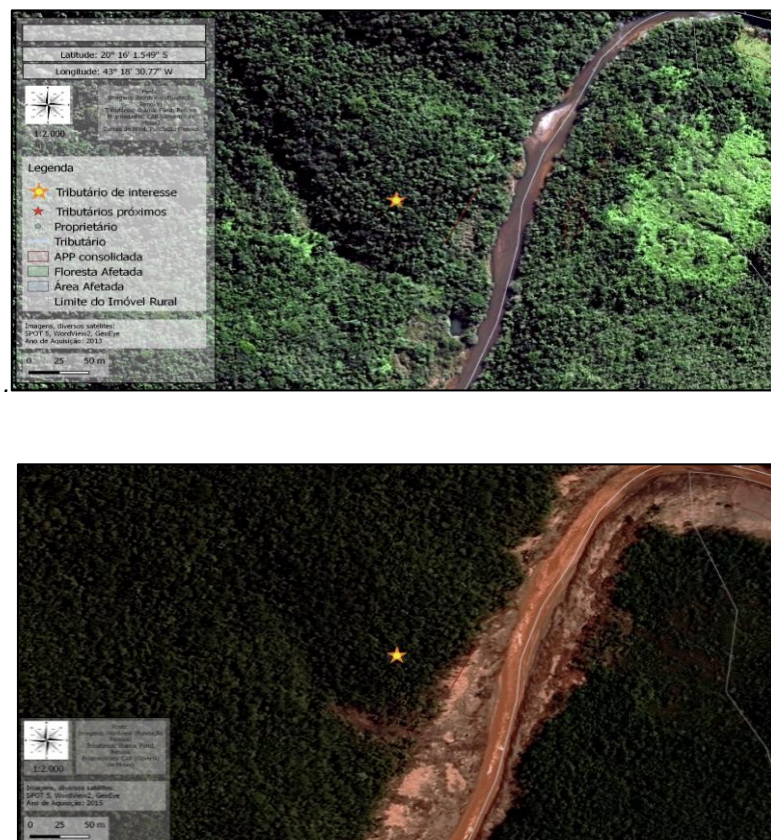 Latitude: 20° 16' 1.549" S
Longitude: 43° 18' 30.77" W
1:2.000
Legenda
Tributário de interesse
Tributários próximos
Proprietário
Tributário
APP consolidada
Floresta Afetada
Área Afetada
Limite do Imóvel Rural
Imagens, diversos satélites:
SPOT 5, WordView2, GeoEye
Ano de Aquisição: 2013
0 25 50 m
.
1:2.000
Imagens, diversos satélites:
SPOT 5, WordView2, GeoEye
Ano de Aquisição: 2015
0 25 50 m